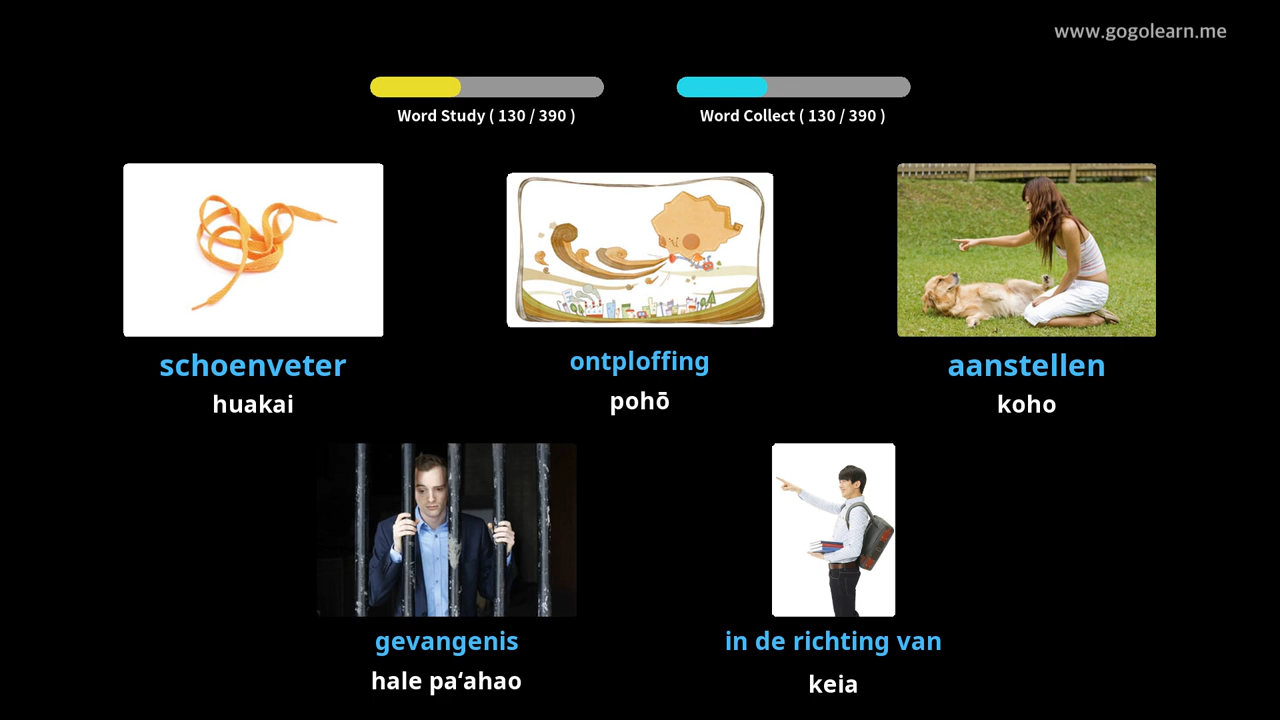 www.gogolearn.me
Word Study ( 130 / 390 )
Word Collect ( 130 / 390 )
schoenveter
huakai
ontploffing
pohō
aanstellen
koho
gevangenis
hale paʻahao
in de richting van
keia